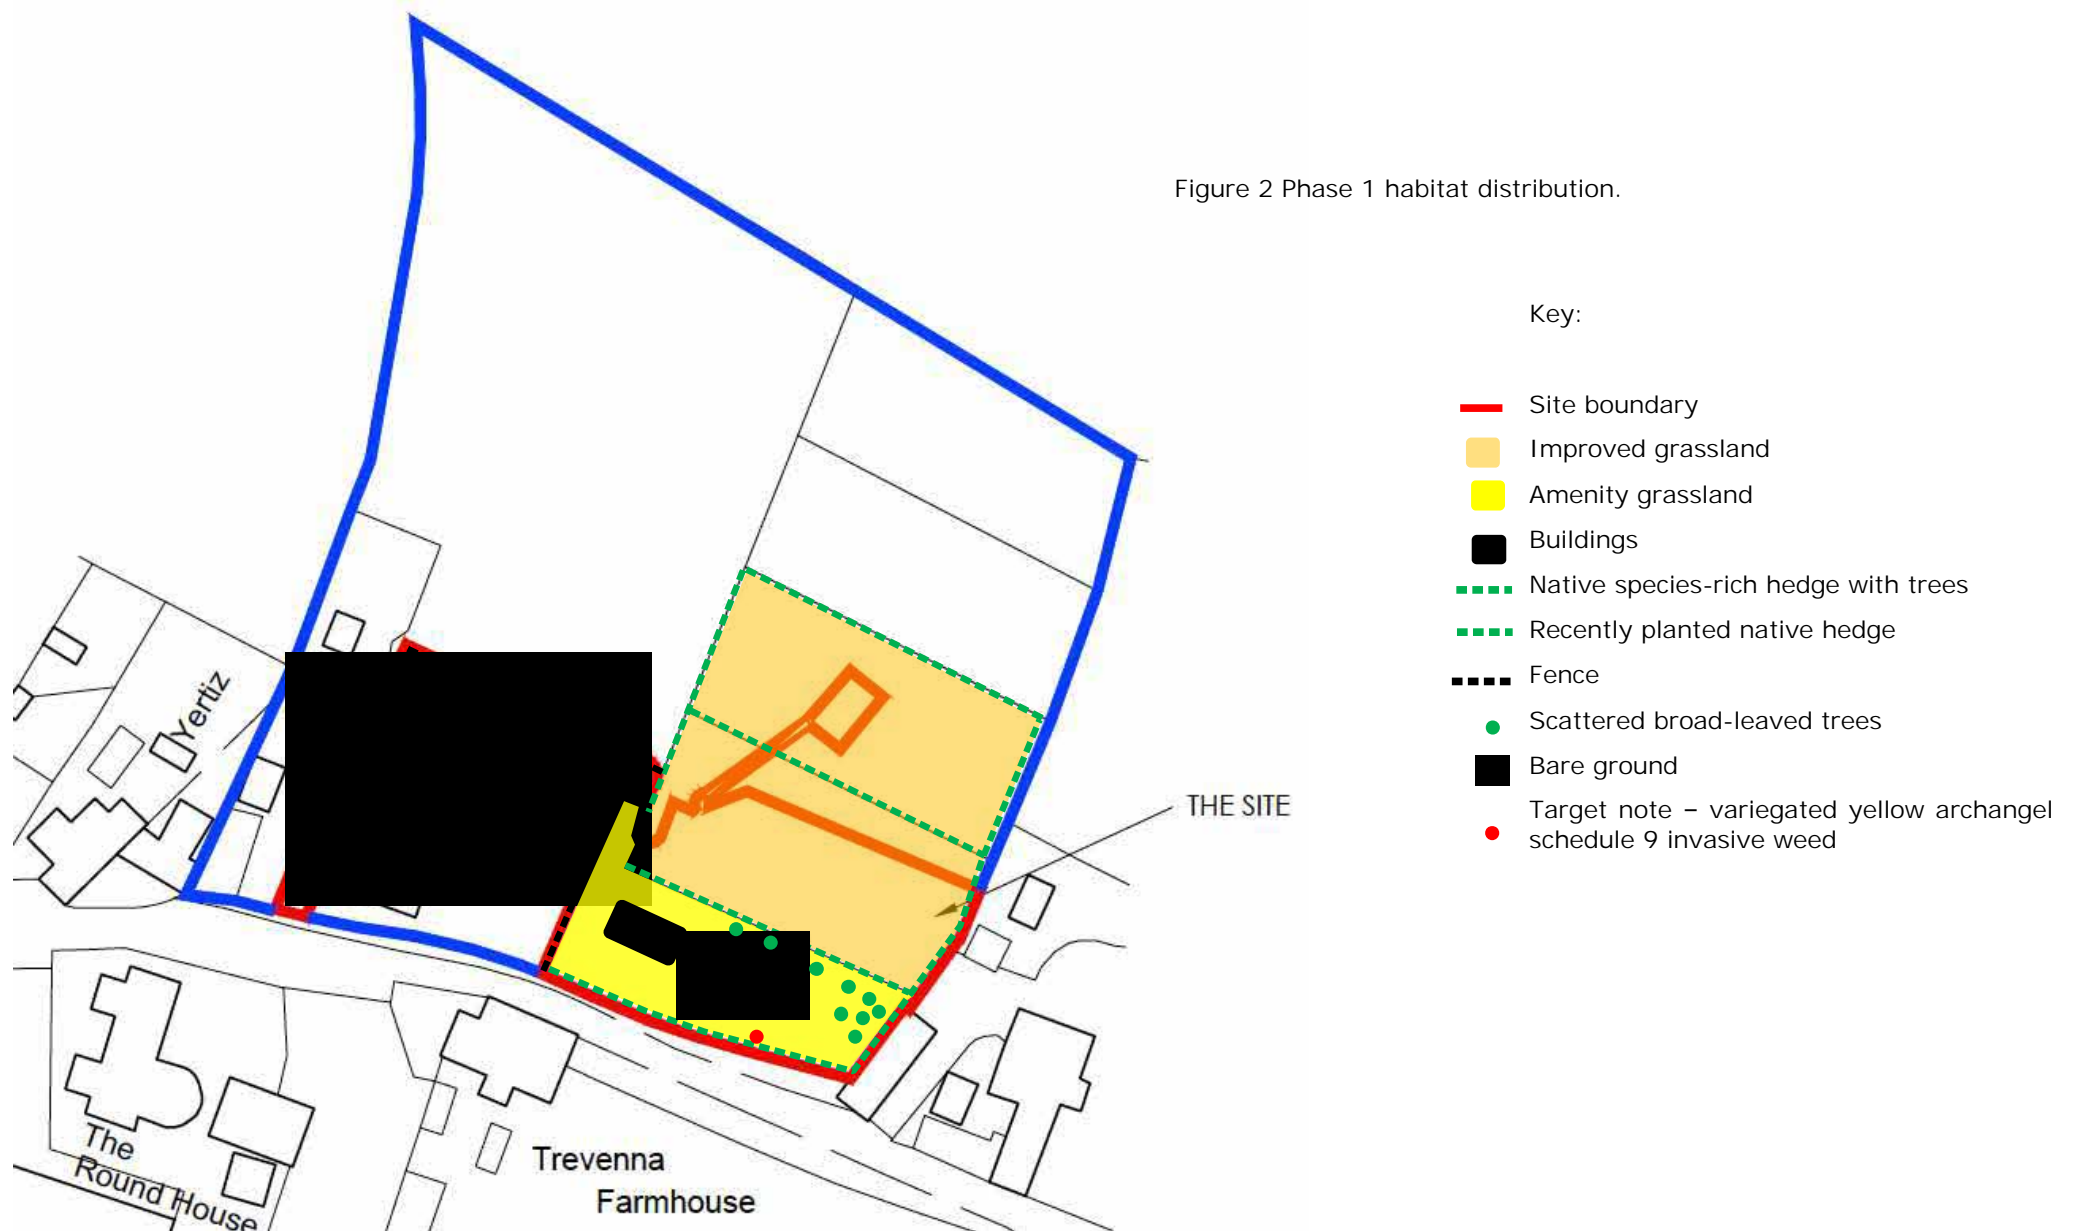 Figure 2 Phase 1 habitat distribution.
Key:
Site boundary
Improved grassland
Amenity grassland
Buildings
Native species-rich hedge with trees
Recently planted native hedge
Fence
Scattered broad-leaved trees
Bare ground
Target note – variegated yellow archangel
schedule 9 invasive weed
THE SITE
Yertiz
The
Round House
Trevenna
Farmhouse